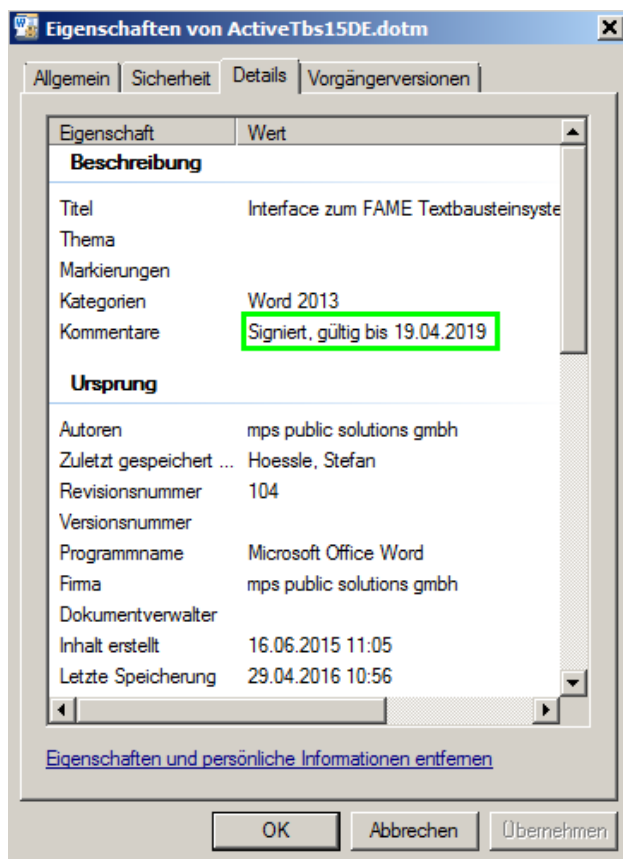 Eigenschaften von ActiveTbs15DE.dotm
Allgemein Sicherheit Details Vorgängerversionen
Eigenschaft Wert
Beschreibung
Titel Interface zum FAME Textbausteinsyste
Thema
Markierungen
Kategorien Word 2013
Kommentare Signiert, gültig bis 19.04.2019
Ursprung
Autoren mps public solutions gmbh
Zuletzt gespeichert ... Hoessle, Stefan
Revisionsnummer 104
Versionsnummer
Programmname Microsoft Office Word
Firma mps public solutions gmbh
Dokumentverwalter
Inhalt erstellt 16.06.2015 11:05
Letzte Speicherung 29.04.2016 10:56
Eigenschaften und persönliche Informationen entfernen
OK Abbrechen Übernehmen